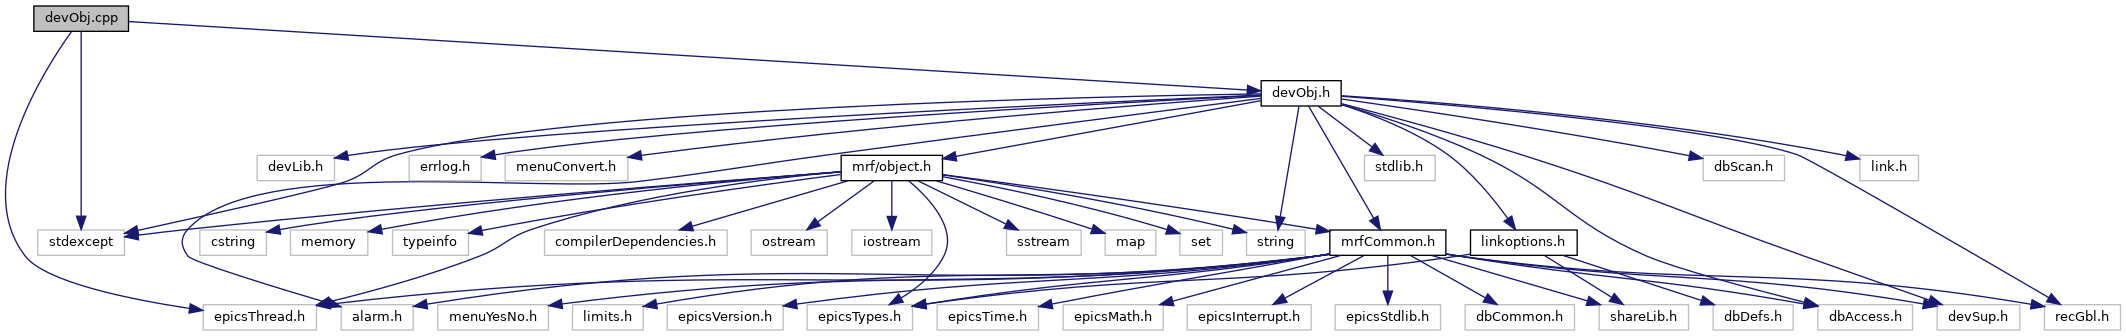 devObj.cpp
devObj.h
devLib.h
errlog.h
menuConvert.h
mrf/object.h
stdlib.h
dbScan.h
link.h
stdexcept
cstring
memory
typeinfo
compilerDependencies.h
ostream
iostream
sstream
map
set
string
mrfCommon.h
linkoptions.h
epicsThread.h
alarm.h
menuYesNo.h
limits.h
epicsVersion.h
epicsTypes.h
epicsTime.h
epicsMath.h
epicsInterrupt.h
epicsStdlib.h
dbCommon.h
shareLib.h
dbDefs.h
dbAccess.h
devSup.h
recGbl.h